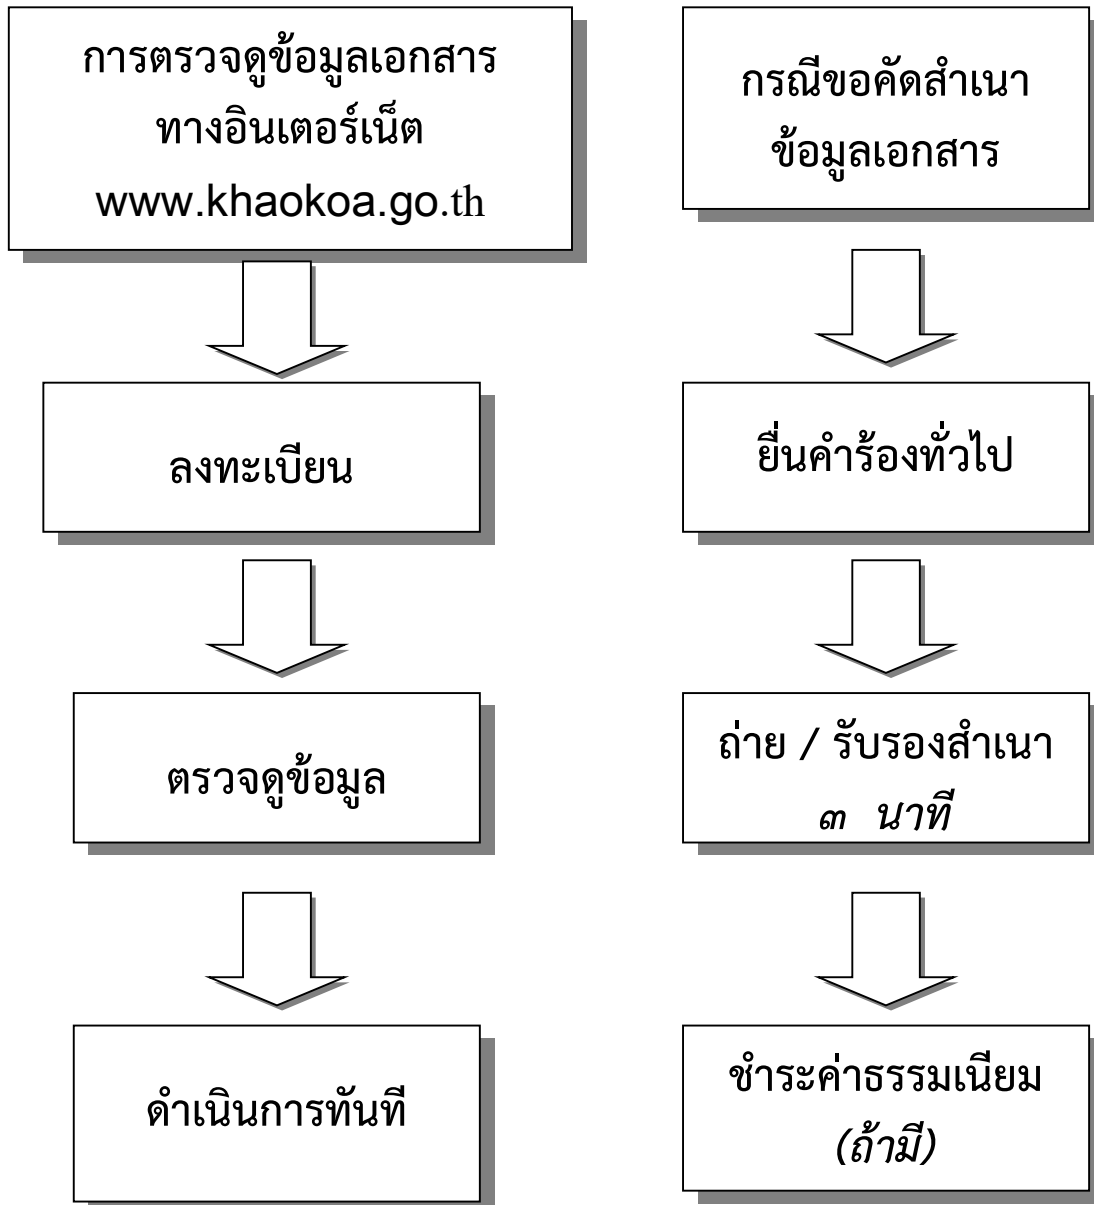 การตรวจดูข้อมูลเอกสาร
ทางอินเตอร์เน็ต
www.khaokoa.go.th
ลงทะเบียน
ตรวจดูข้อมูล
ดำเนินการทันที
กรณีขอคัดสำเนา
ข้อมูลเอกสาร
ยื่นคำร้องทั่วไป
ถ่าย / รับรองสำเนา
๓ นาที
ชำระค่าธรรมเนียม
(ถ้ามี)